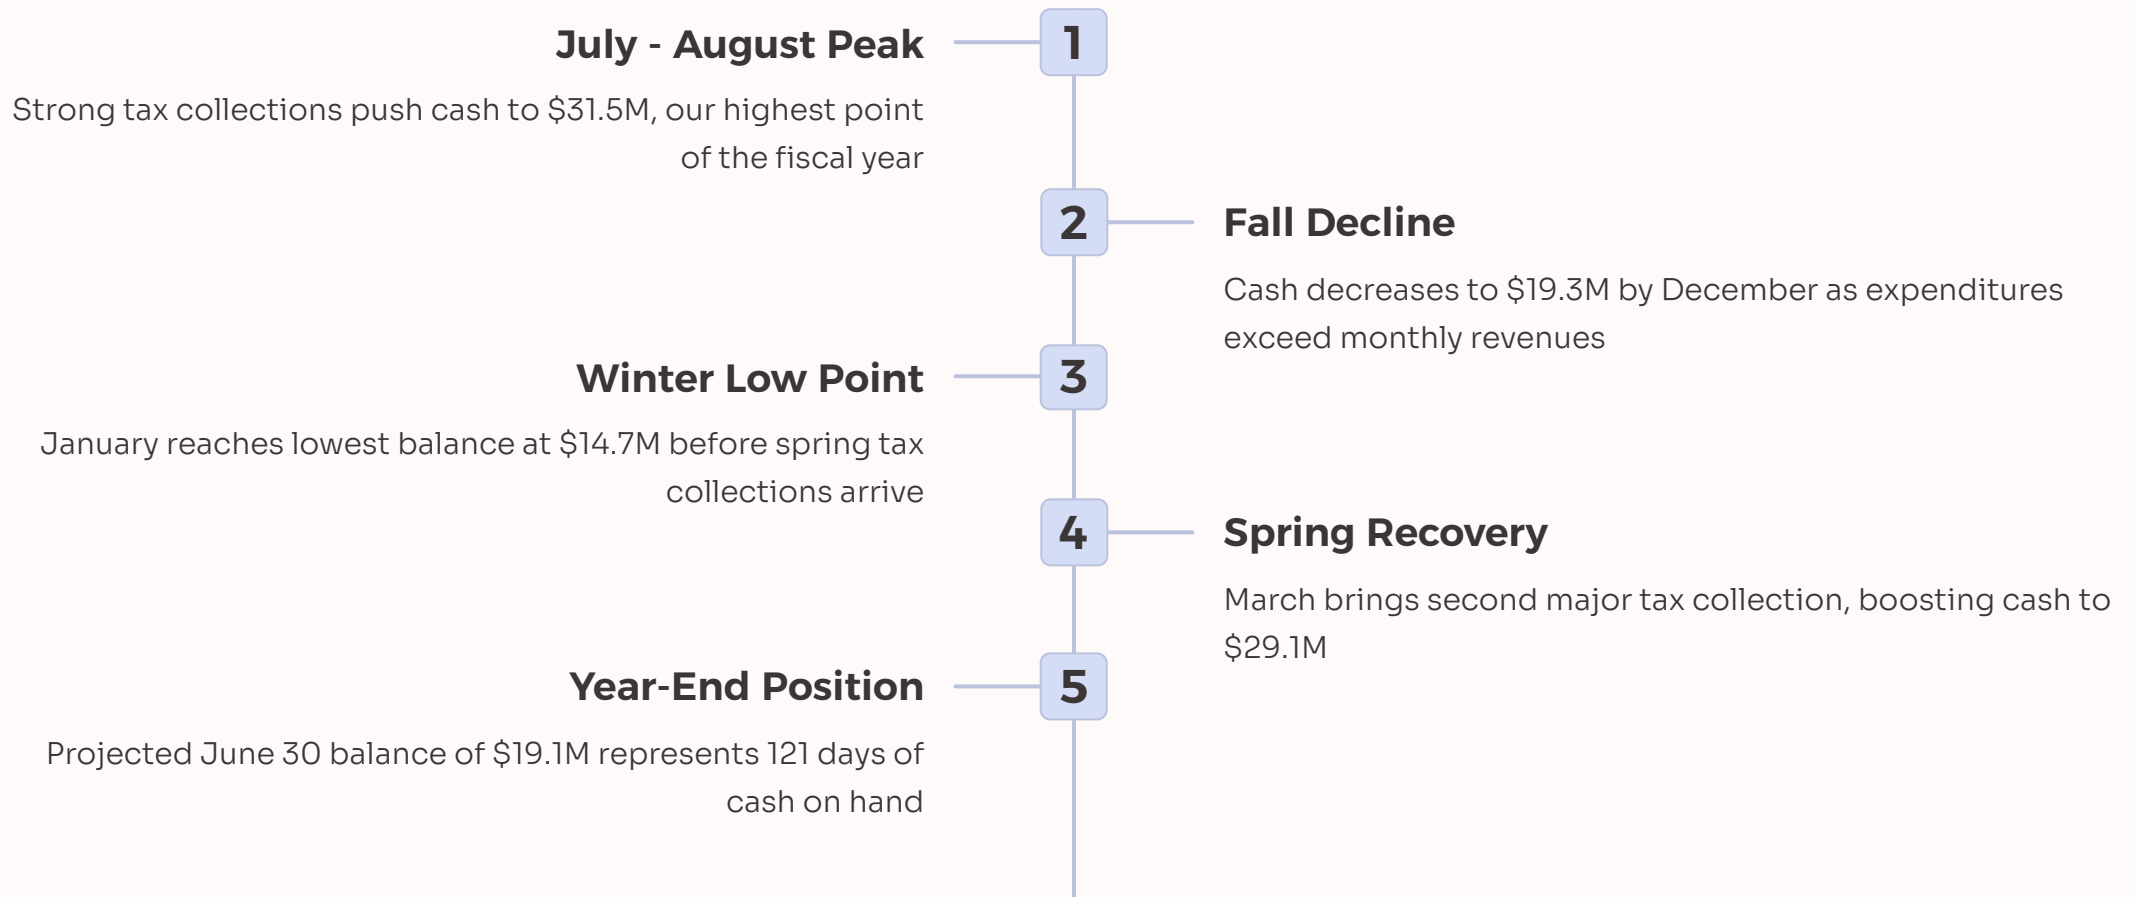 July - August Peak
1
Strong tax collections push cash to $31.5M, our highest point
of the fiscal year
2
Fall Decline
Cash decreases to $19.3M by December as expenditures
exceed monthly revenues
Winter Low Point
3
January reaches lowest balance at $14.7M before spring tax
collections arrive
4
Spring Recovery
March brings second major tax collection, boosting cash to
$29.1M
Year-End Position
5
Projected June 30 balance of $19.1M represents 121 days of
cash on hand